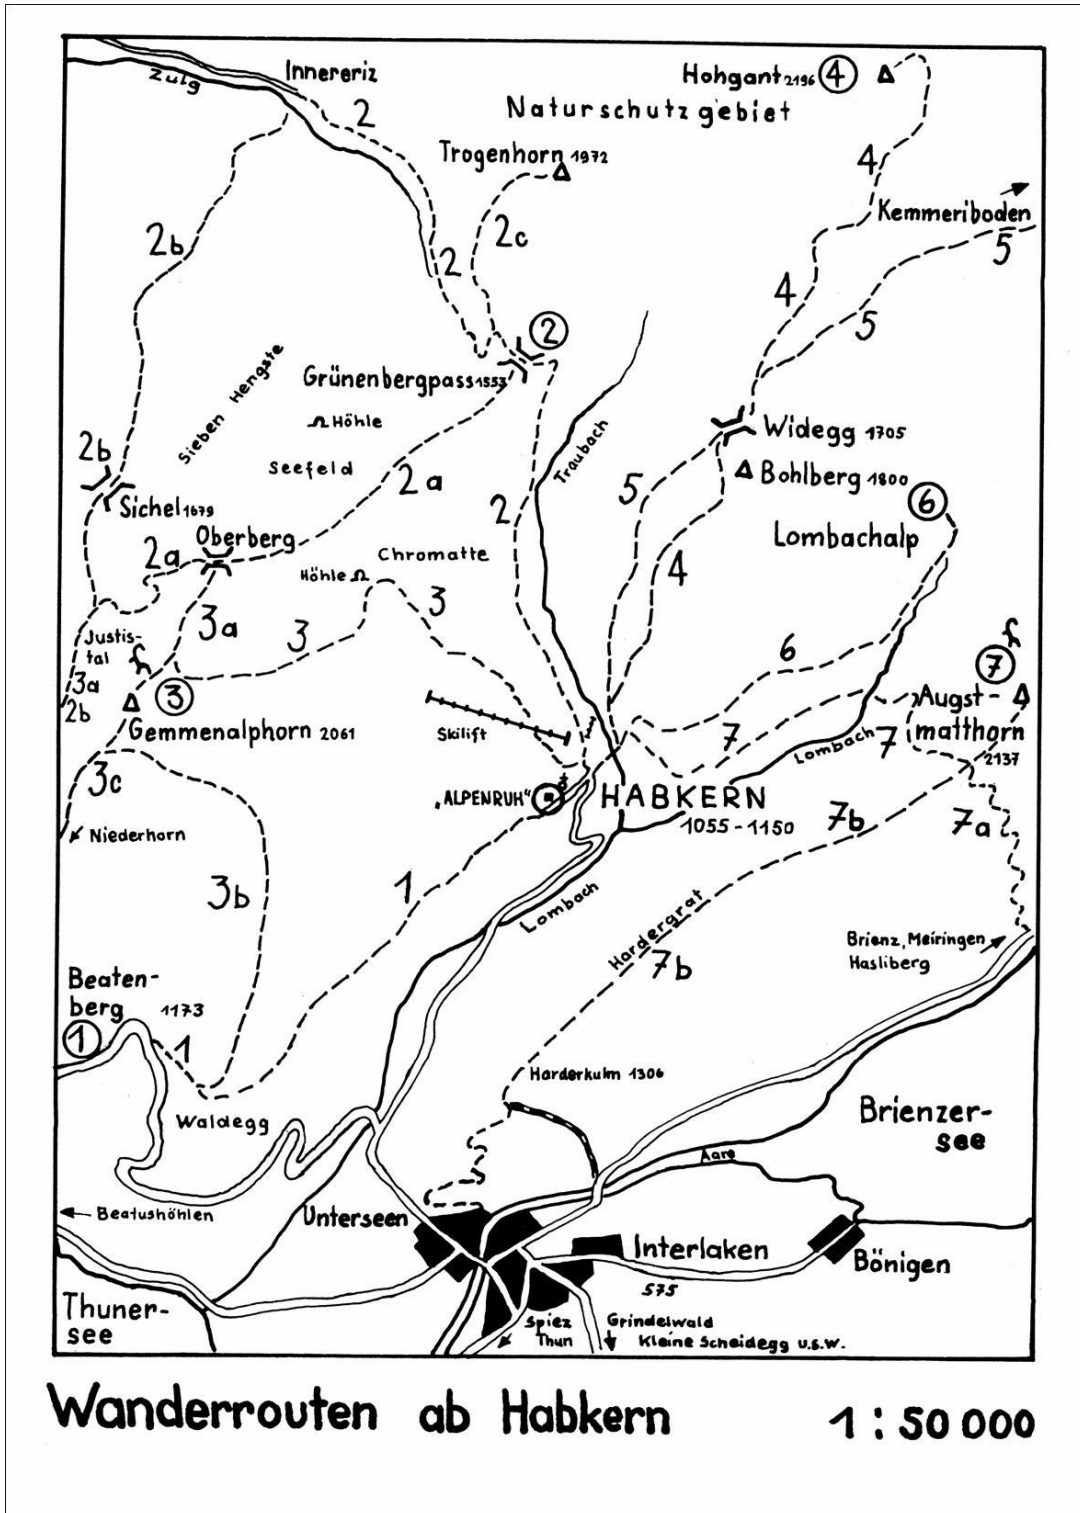 Zulg
Innereriz
2
Hohgant 2196 4
Naturschutzgebiet
Trogenhorn 1972
4
Kemmeriboden
2b
2c
2
5
4
5
2
Grünenbergpass 1553
Sieben Hengste
Höhle
Seefeld
2a
Traubach
Widegg 1705
Bohlberg 1800
6
Lombachalp
5
2
4
2b
Sichel 1679
Oberberg
2a
Chromatte
Höhle
3
3
3a
Justis-
tal
3a
2b
3
Gemmenalphorn 2061
6
7
Augst-
matthorn
2137
7
7
Lombach
Skilift
3c
Niederhorn
„ALPENRUH"
HABKERN
1055-1150
7b
7a
3b
1
Lombach
Hardergrat
7b
Brienz, Meiringen
Hasliberg
Beaten-
berg 1173
1
1
Waldegg
Harderkulm 1306
Brienzer-
see
Aare
Beatushöhlen
Unterseen
Interlaken
575
Bönigen
Thuner-
see
Spiez
Thun
Grindelwald
Kleine Scheidegg u.s.w.
Wanderrouten ab Habkern 1:50 000